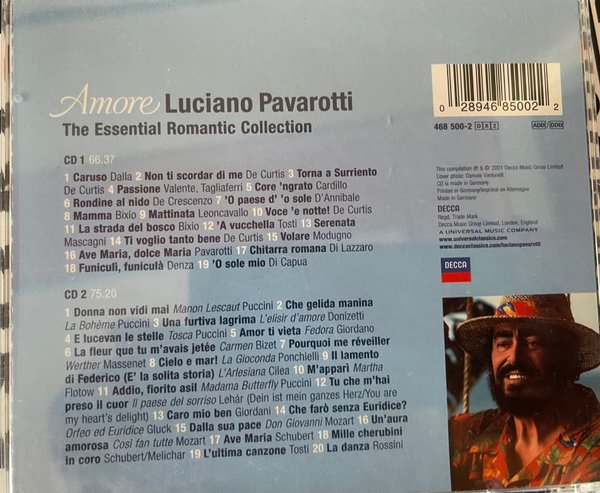 Amore Luciano Pavarotti
The Essential Romantic Collection
CD 1 66.37
1 Caruso Dalla 2 Non ti scordar di me De Curtis 3 Torna a Surriento
De Curtis 4 Passione Valente, Tagliaferri 5 Core 'ngrato Cardillo
6 Rondine al nido De Crescenzo 7 'O paese d' 'o sole D'Annibale
8 Mamma Bixio 9 Mattinata Leoncavallo 10 Voce 'e notte! De Curtis
11 La strada del bosco Bixio 12 'A vucchella Tosti 13 Serenata
Mascagni 14 Ti voglio tanto bene De Curtis 15 Volare Modugno
16 Ave Maria, dolce Maria Pavarotti 17 Chitarra romana Di Lazzaro
18 Funiculì, funiculà Denza 19 'O sole mio Di Capua
CD 2 75.20
1 Donna non vidi mai Manon Lescaut Puccini 2 Che gelida manina
La Bohème Puccini 3 Una furtiva lagrima L'elisir d'amore Donizetti
4 E lucevan le stelle Tosca Puccini 5 Amor ti vieta Fedora Giordano
6 La fleur que tu m'avais jetée Carmen Bizet 7 Pourquoi me réveiller
Werther Massenet 8 Cielo e mar! La Gioconda Ponchielli 9 Il lamento
di Federico (E' la solita storia) L'Arlesiana Cilea 10 M'apparì Martha
Flotow 11 Addio, fiorito asil Madama Butterfly Puccini 12 Tu che m'hai
preso il cuor Il paese del sorriso Lehár (Dein ist mein ganzes Herz/You are
my heart's delight) 13 Caro mio ben Giordani 14 Che farò senza Euridice?
Orfeo ed Euridice Gluck 15 Dalla sua pace Don Giovanni Mozart 16 Un'aura
amorosa Così fan tutte Mozart 17 Ave Maria Schubert 18 Mille cherubini
in coro Schubert/Melichar 19 L'ultima canzone Tosti 20 La danza Rossini
0 28946 85002 2
468 500-2 DX2 ADD/DDD
This compilation ℗ & © 2001 Decca Music Group Limited
Cover photo: Daniele Venturelli
CD is made in Germany
Printed in Germany/Imprimé en Allemagne
Made in Germany
DECCA
Regd. Trade Mark
Decca Music Group Limited, London, England
A UNIVERSAL MUSIC COMPANY
www.universalclassics.com
www.deccaclassics.com/lucianopavarotti
DECCA